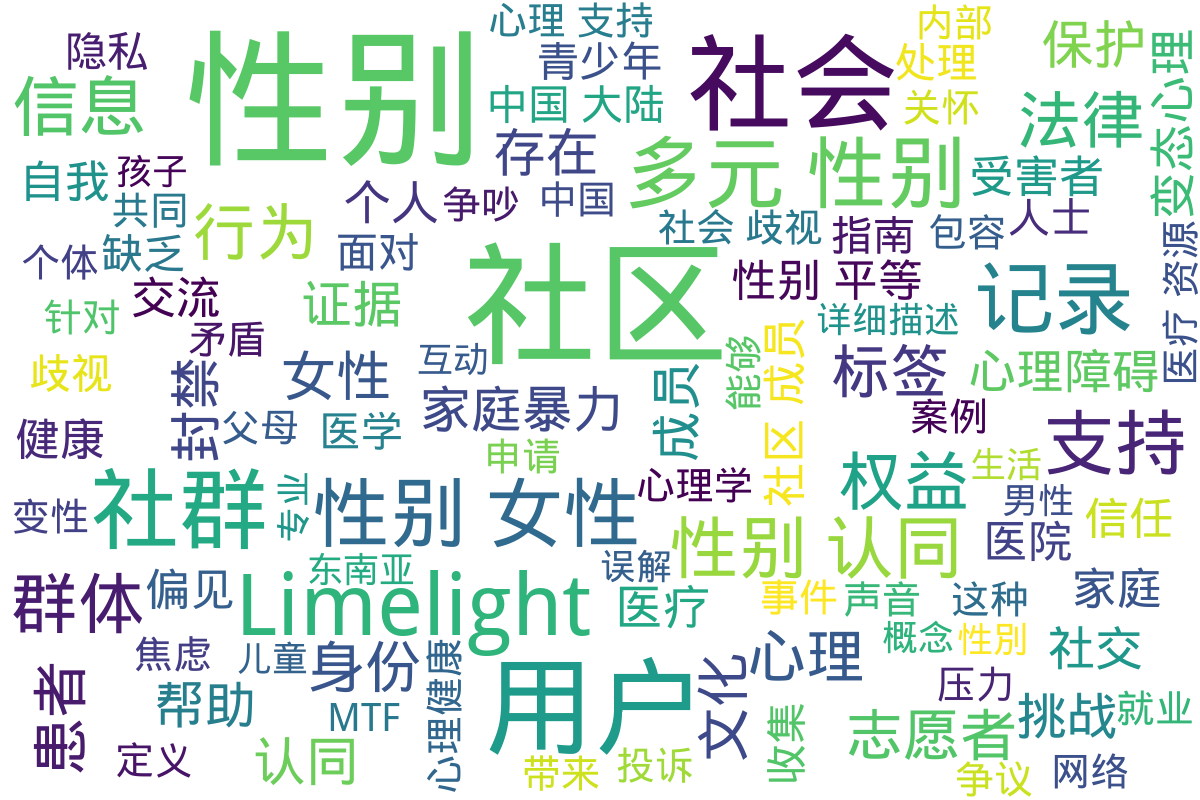 心理 支持
内部
隐私
性别
社会
青少年
保护
变态心理
处理
信息
中国 大陆
关怀
法律
存在
多元 性别
受害者
自我
孩子
个人
争吵
中国
共同
行为
社会 歧视
指南
包容
人士
个体
缺乏
面对
社区
性别 平等
医疗 资源
交流
证据
记录
针对
详细描述
矛盾
歧视
女性
互动
能够
社区 成员
标签
心理障碍
封禁
成员
家庭暴力
健康
父母
医学
案例
支持
申请
社群
专业
性别 女性
心理学
权益
生活
变性
男性
信任
性别 认同
医院
群体
偏见
东南亚
误解
Limelight
医疗
事件
声音
这种
家庭
焦虑
儿童
身份
心理健康
用户
文化
心理
概念
性別
社交
患者
帮助
MTF
压力
收集
志愿者
挑战
就业
定义
认同
带来
投诉
争议
网络